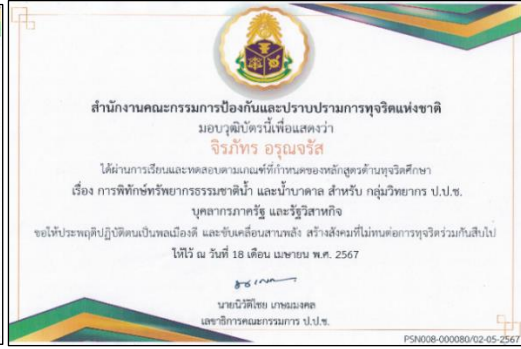 สำนักงานคณะกรรมการป้องกันและปราบปรามการทุจริตแห่งชาติ
มอบวุฒิบัตรนี้เพื่อแสดงว่า
จิรภัทร อรุณจรัส
ได้ผ่านการเรียนและทดสอบตามเกณฑ์ที่กำหนดของหลักสูตรต้านทุจริตศึกษา
เรื่อง การพิทักษ์ทรัพยากรธรรมชาติน้ำ และน้ำบาดาล สำหรับ กลุ่มวิทยากร ป.ป.ช.
บุคลากรภาครัฐ และรัฐวิสาหกิจ
ขอให้ประพฤติปฏิบัติตนเป็นพลเมืองดี และขับเคลื่อนสานพลัง สร้างสังคมที่ไม่ทนต่อการทุจริตร่วมกันสืบไป
ให้ไว้ ณ วันที่ 18 เดือน เมษายน พ.ศ. 2567
นายนิวัติไชย เกษมมงคล
เลขาธิการคณะกรรมการ ป.ป.ช.
PSN008-000080/02-05-2567